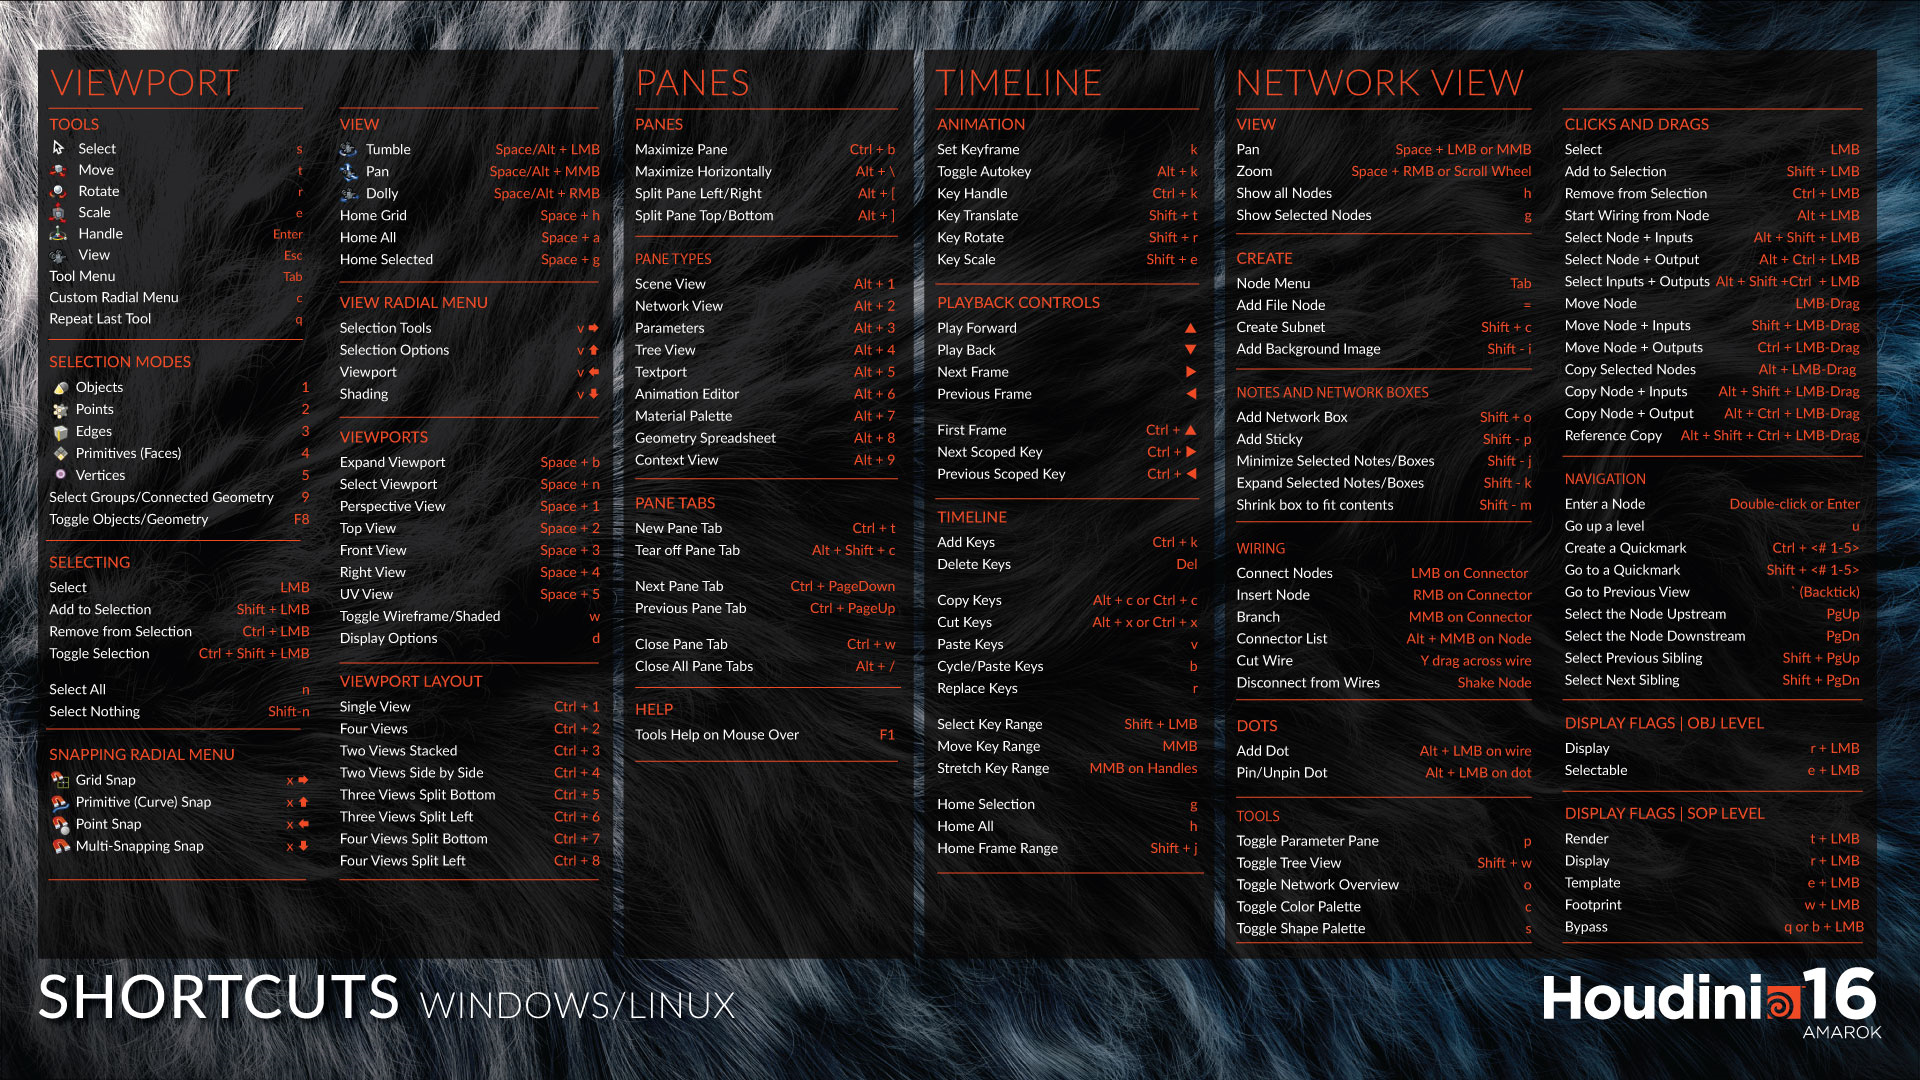 VIEWPORT
TOOLS
Select s
Move t
Rotate r
Scale e
Handle Enter
View Esc
Tool Menu Tab
Custom Radial Menu c
Repeat Last Tool q
SELECTION MODES
Objects 1
Points 2
Edges 3
Primitives (Faces) 4
Vertices 5
Select Groups/Connected Geometry 9
Toggle Objects/Geometry F8
SELECTING
Select LMB
Add to Selection Shift + LMB
Remove from Selection Ctrl + LMB
Toggle Selection Ctrl + Shift + LMB
Select All n
Select Nothing Shift-n
SNAPPING RADIAL MENU
Grid Snap x ➡
Primitive (Curve) Snap x ⬆
Point Snap x ⬅
Multi-Snapping Snap x ⬇
VIEW
Tumble Space/Alt + LMB
Pan Space/Alt + MMB
Dolly Space/Alt + RMB
Home Grid Space + h
Home All Space + a
Home Selected Space + g
VIEW RADIAL MENU
Selection Tools v ➡
Selection Options v ⬆
Viewport v ⬅
Shading v ⬇
VIEWPORTS
Expand Viewport Space + b
Select Viewport Space + n
Perspective View Space + 1
Top View Space + 2
Front View Space + 3
Right View Space + 4
UV View Space + 5
Toggle Wireframe/Shaded w
Display Options d
VIEWPORT LAYOUT
Single View Ctrl + 1
Four Views Ctrl + 2
Two Views Stacked Ctrl + 3
Two Views Side by Side Ctrl + 4
Three Views Split Bottom Ctrl + 5
Three Views Split Left Ctrl + 6
Four Views Split Bottom Ctrl + 7
Four Views Split Left Ctrl + 8
PANES
PANES
Maximize Pane Ctrl + b
Maximize Horizontally Alt + \
Split Pane Left/Right Alt + [
Split Pane Top/Bottom Alt + ]
PANE TYPES
Scene View Alt + 1
Network View Alt + 2
Parameters Alt + 3
Tree View Alt + 4
Textport Alt + 5
Animation Editor Alt + 6
Material Palette Alt + 7
Geometry Spreadsheet Alt + 8
Context View Alt + 9
PANE TABS
New Pane Tab Ctrl + t
Tear off Pane Tab Alt + Shift + c
Next Pane Tab Ctrl + PageDown
Previous Pane Tab Ctrl + PageUp
Close Pane Tab Ctrl + w
Close All Pane Tabs Alt + /
HELP
Tools Help on Mouse Over F1
TIMELINE
ANIMATION
Set Keyframe k
Toggle Autokey Alt + k
Key Handle Ctrl + k
Key Translate Shift + t
Key Rotate Shift + r
Key Scale Shift + e
PLAYBACK CONTROLS
Play Forward ▲
Play Back ▼
Next Frame ▶
Previous Frame ◀
First Frame Ctrl + ▲
Next Scoped Key Ctrl + ▶
Previous Scoped Key Ctrl + ◀
TIMELINE
Add Keys Ctrl + k
Delete Keys Del
Copy Keys Alt + c or Ctrl + c
Cut Keys Alt + x or Ctrl + x
Paste Keys v
Cycle/Paste Keys b
Replace Keys r
Select Key Range Shift + LMB
Move Key Range MMB
Stretch Key Range MMB on Handles
Home Selection g
Home All h
Home Frame Range Shift + j
NETWORK VIEW
VIEW
Pan Space + LMB or MMB
Zoom Space + RMB or Scroll Wheel
Show all Nodes h
Show Selected Nodes g
CREATE
Node Menu Tab
Add File Node =
Create Subnet Shift + c
Add Background Image Shift - i
NOTES AND NETWORK BOXES
Add Network Box Shift + o
Add Sticky Shift - p
Minimize Selected Notes/Boxes Shift - j
Expand Selected Notes/Boxes Shift - k
Shrink box to fit contents Shift - m
WIRING
Connect Nodes LMB on Connector
Insert Node RMB on Connector
Branch MMB on Connector
Connector List Alt + MMB on Node
Cut Wire Y drag across wire
Disconnect from Wires Shake Node
DOTS
Add Dot Alt + LMB on wire
Pin/Unpin Dot Alt + LMB on dot
TOOLS
Toggle Parameter Pane p
Toggle Tree View Shift + w
Toggle Network Overview o
Toggle Color Palette c
Toggle Shape Palette s
CLICKS AND DRAGS
Select LMB
Add to Selection Shift + LMB
Remove from Selection Ctrl + LMB
Start Wiring from Node Alt + LMB
Select Node + Inputs Alt + Shift + LMB
Select Node + Output Alt + Ctrl + LMB
Select Inputs + Outputs Alt + Shift +Ctrl + LMB
Move Node LMB-Drag
Move Node + Inputs Shift + LMB-Drag
Move Node + Outputs Ctrl + LMB-Drag
Copy Selected Nodes Alt + LMB-Drag
Copy Node + Inputs Alt + Shift + LMB-Drag
Copy Node + Output Alt + Ctrl + LMB-Drag
Reference Copy Alt + Shift + Ctrl + LMB-Drag
NAVIGATION
Enter a Node Double-click or Enter
Go up a level u
Create a Quickmark Ctrl + <# 1-5>
Go to a Quickmark Shift + <# 1-5>
Go to Previous View ` (Backtick)
Select the Node Upstream PgUp
Select the Node Downstream PgDn
Select Previous Sibling Shift + PgUp
Select Next Sibling Shift + PgDn
DISPLAY FLAGS | OBJ LEVEL
Display r + LMB
Selectable e + LMB
DISPLAY FLAGS | SOP LEVEL
Render t + LMB
Display r + LMB
Template e + LMB
Footprint w + LMB
Bypass q or b + LMB
SHORTCUTS WINDOWS/LINUX
Houdini 16
AMAROK